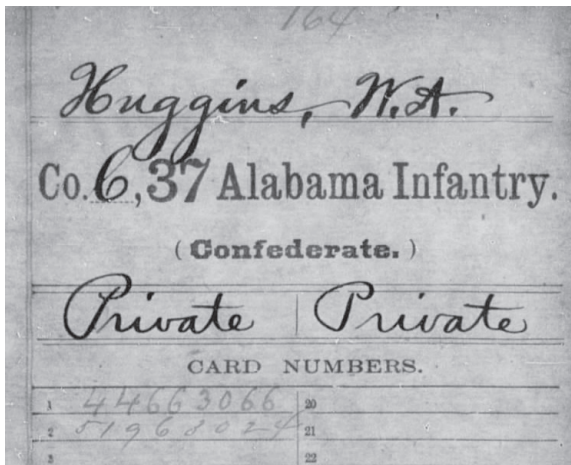 164
Huggins, W.A.
Co. C, 37 Alabama Infantry.
(Confederate.)
Private | Private
CARD NUMBERS.
1 44663066 20
2 51968024 21
3 22